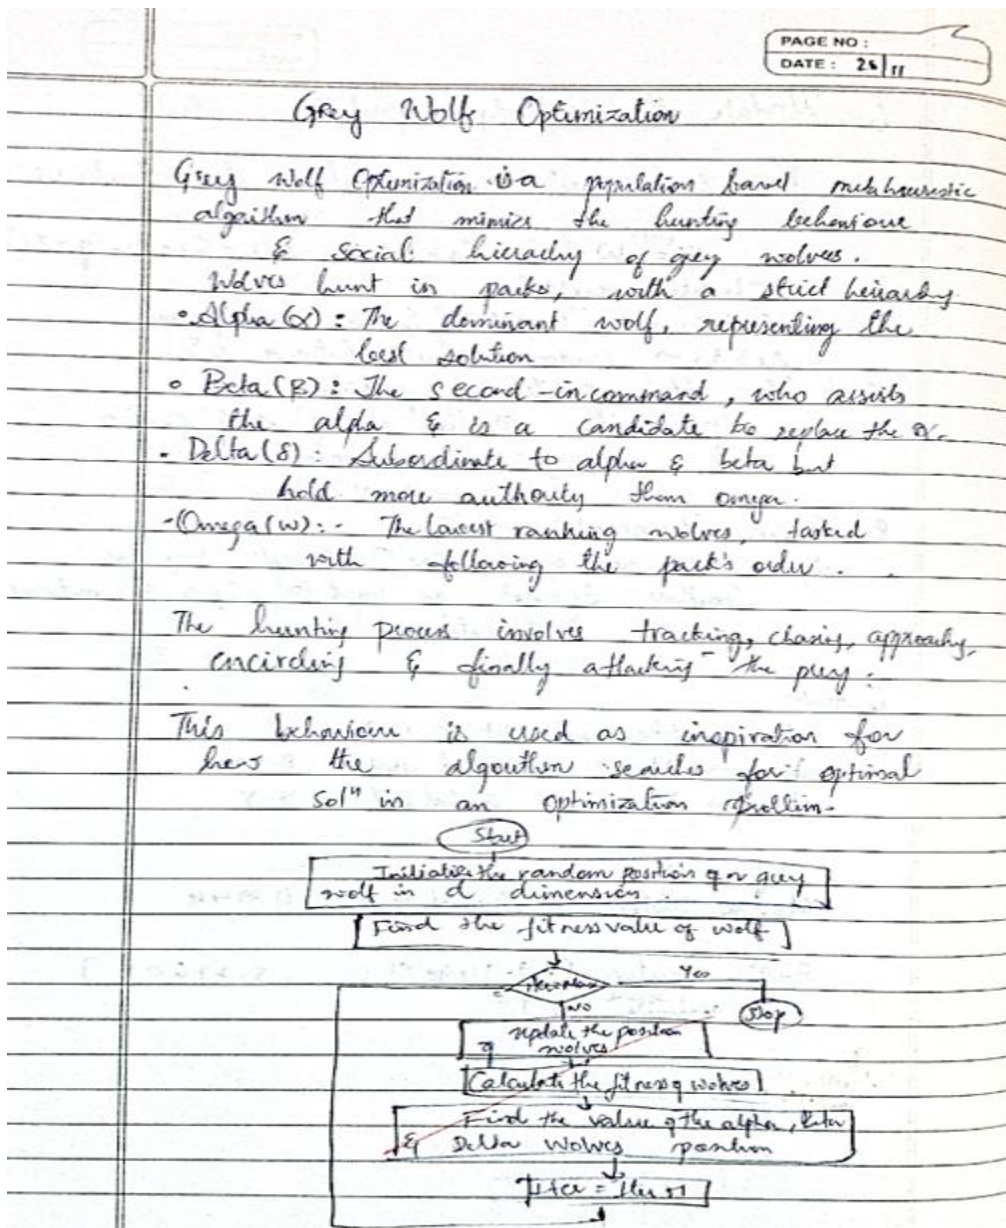 PAGE NO :
DATE : 26/11
Grey Wolf Optimization
Grey Wolf Optimization is a population based metaheuristic
algorithm that mimics the hunting behaviour
& social hierachy of grey wolves.
Wolves hunt in packs, with a strict heirarchy
• Alpha (α) : The dominant wolf, representing the
best solution
• Beta (β) : The second-in command, who assists
the alpha & is a candidate to replace the α.
• Delta (δ) : Subordinate to alpha & beta but
hold more authority than omega.
- Omega (ω) : - The lowest ranking wolves, tasked
with following the pack's order.
The hunting process involves tracking, chasing, approachg,
encircling & finally attacking the prey.
This behaviour is used as inspiration for
how the algorithm searches for optimal
solⁿ in an optimization problem.
Start
Initialize the random position of n grey
wolf in d dimension.
Find the fitness value of wolf
iter=Max
Yes
No
Stop
Update the position
of wolves
Calculate the fitness of wolves
Find the value of the alpha, beta
& Delta wolves position
Iter = Iter +1